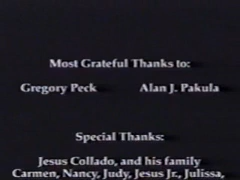 Most Grateful Thanks to:
Gregory Peck Alan J. Pakula
Special Thanks:
Jesus Collado, and his family
Carmen, Nancy, Judy, Jesus Jr., Julissa,